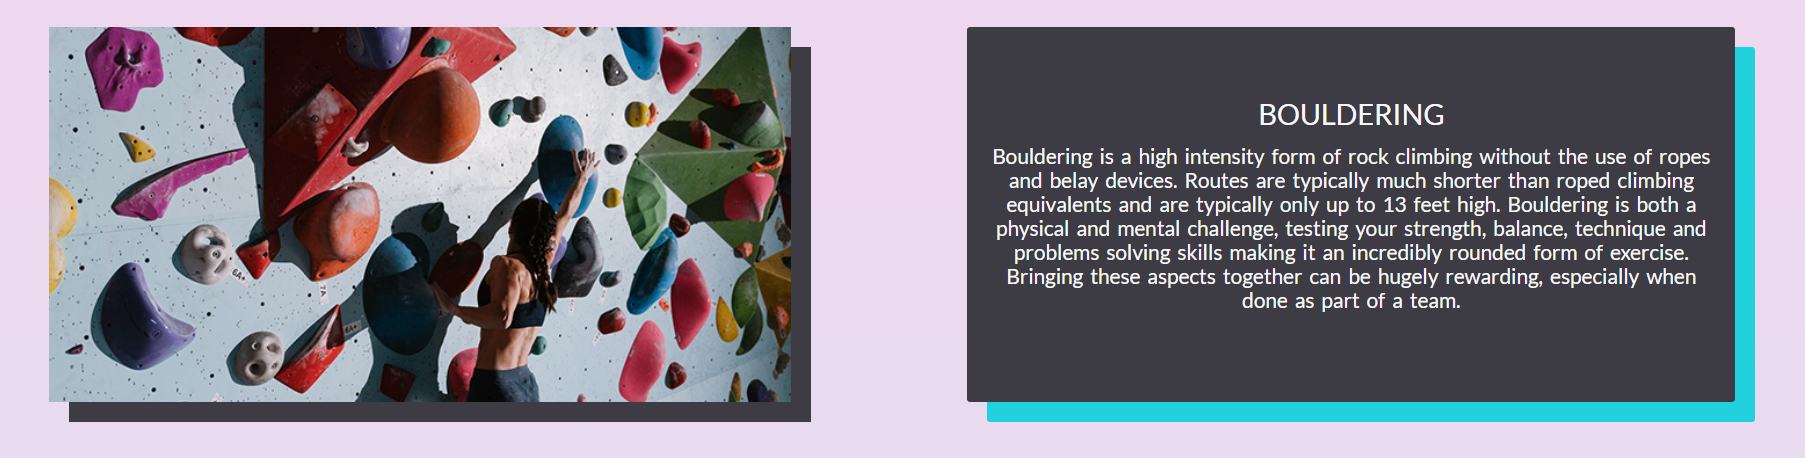 BOULDERING
Bouldering is a high intensity form of rock climbing without the use of ropes
and belay devices. Routes are typically much shorter than roped climbing
equivalents and are typically only up to 13 feet high. Bouldering is both a
physical and mental challenge, testing your strength, balance, technique and
problems solving skills making it an incredibly rounded form of exercise.
Bringing these aspects together can be hugely rewarding, especially when
done as part of a team.
6A+
7A
6A+